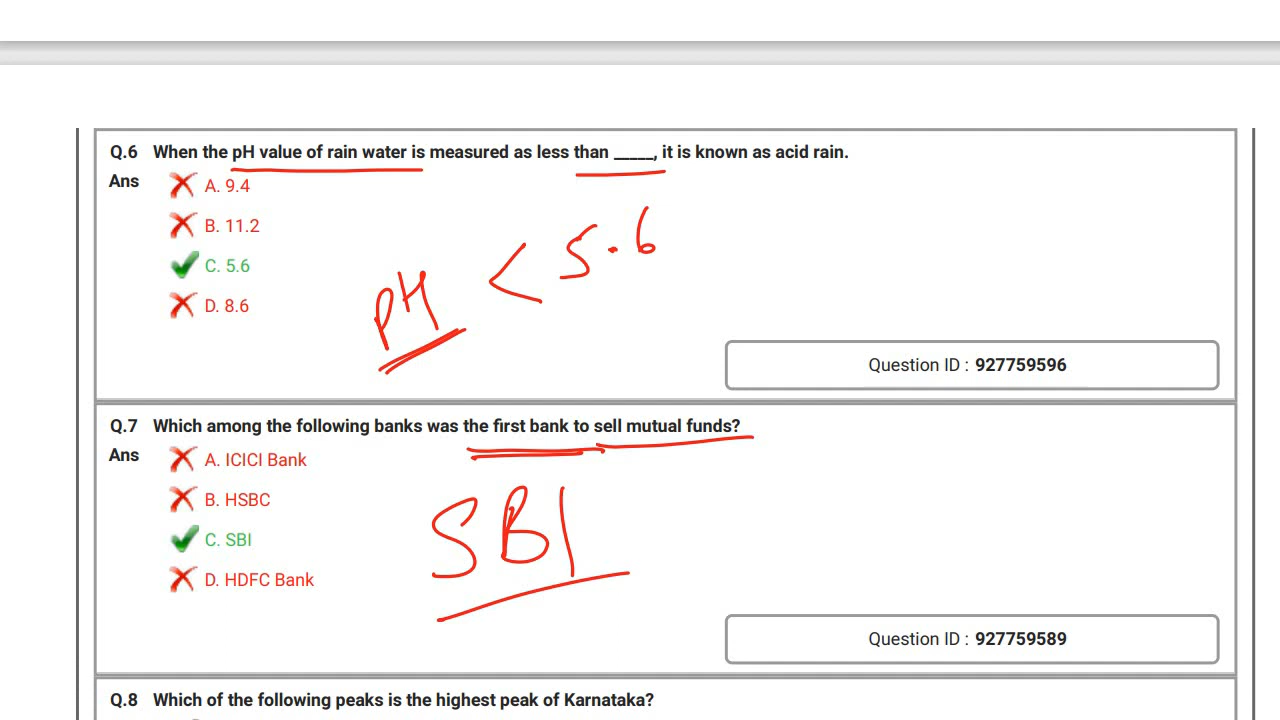 Q.6 When the pH value of rain water is measured as less than _____, it is known as acid rain.
Ans A. 9.4
B. 11.2
C. 5.6
D. 8.6
pH < 5.6
Question ID : 927759596
Q.7 Which among the following banks was the first bank to sell mutual funds?
Ans A. ICICI Bank
B. HSBC
C. SBI
D. HDFC Bank
SBI
Question ID : 927759589
Q.8 Which of the following peaks is the highest peak of Karnataka?